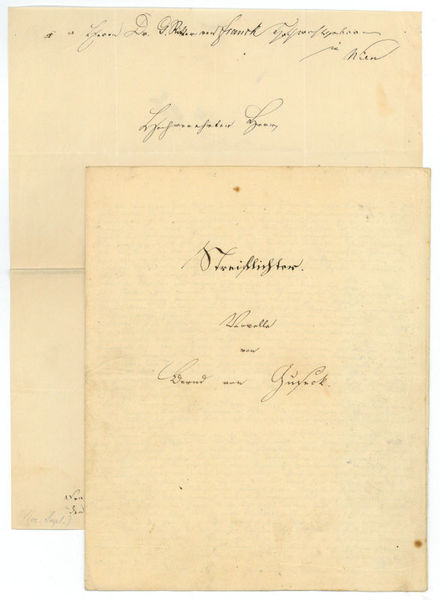 Herrn Dr. G. Ritter von Franck Hochwohlgeboren
in
Wien
Hochverehrter Herr,
Streiflichter.
Novelle
von
Bernd von Guseck.